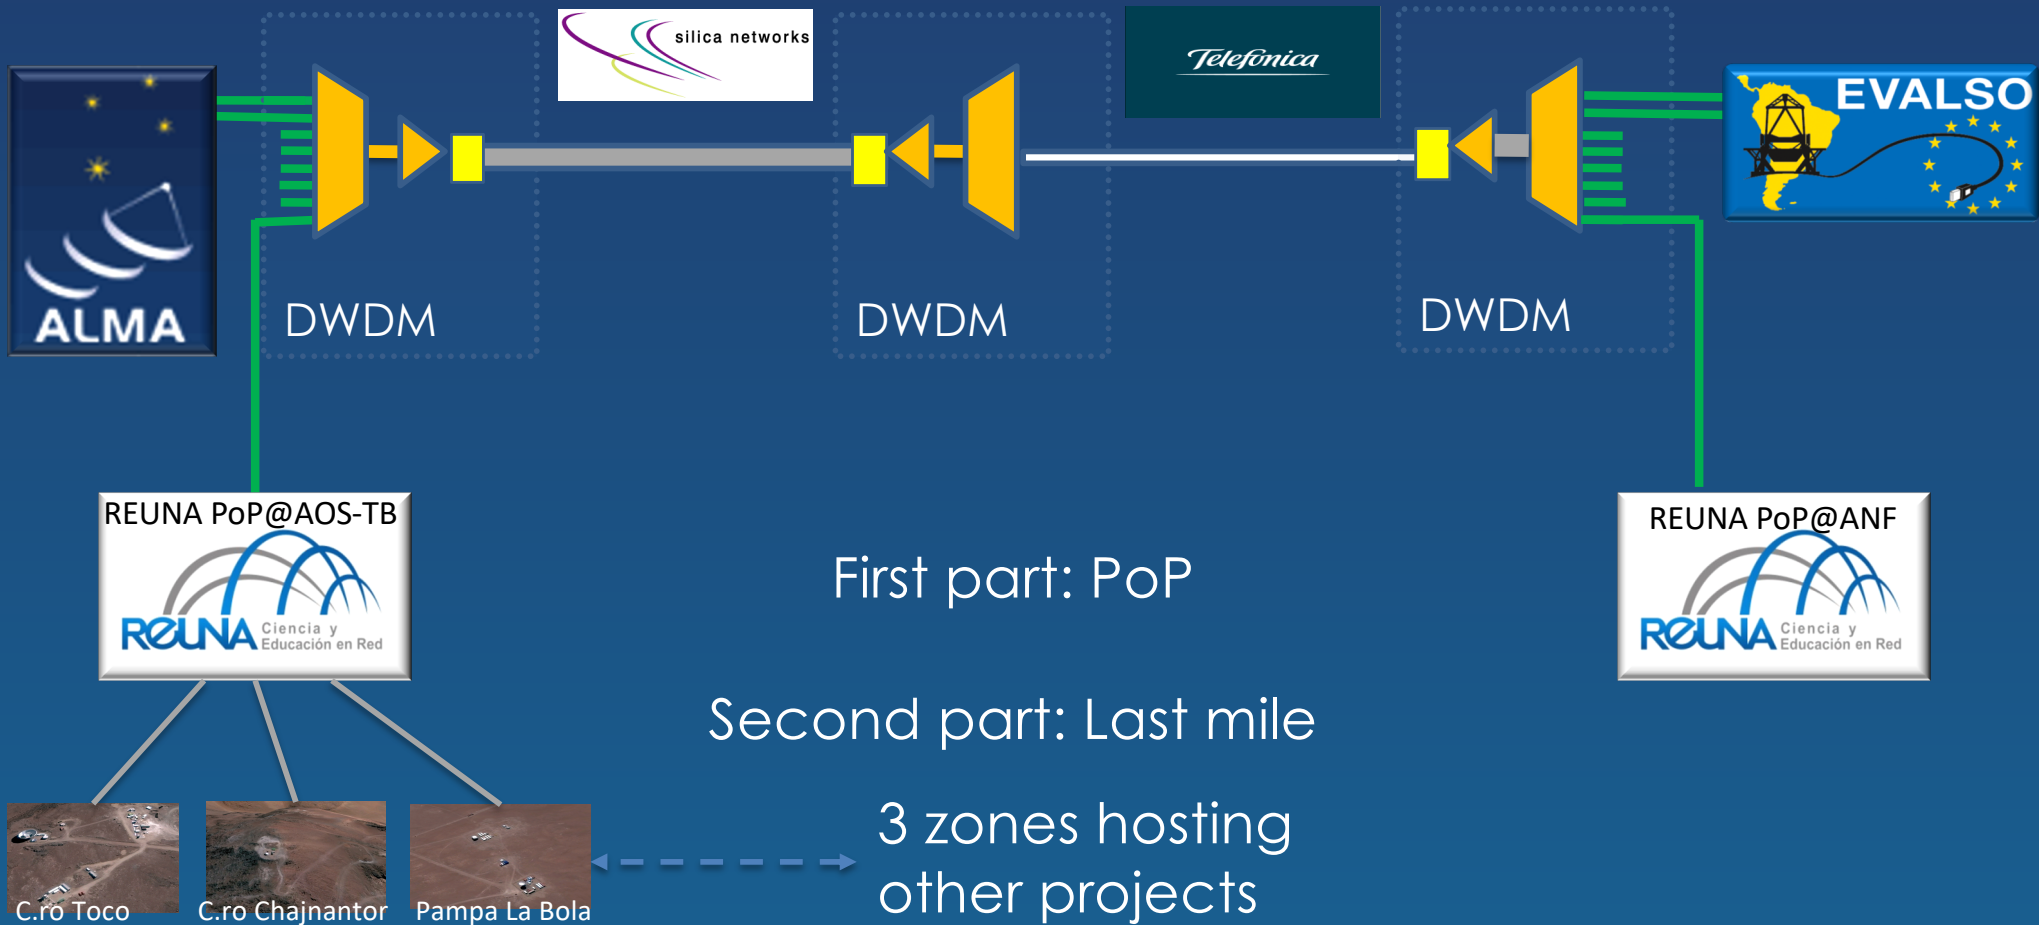 silica networks
Telefónica
EVALSO
ALMA
DWDM
DWDM
DWDM
REUNA PoP@AOS-TB
REUNA
Ciencia y
Educación en Red
REUNA PoP@ANF
REUNA
Ciencia y
Educación en Red
First part: PoP
Second part: Last mile
3 zones hosting
other projects
C.ro Toco
C.ro Chajnantor
Pampa La Bola